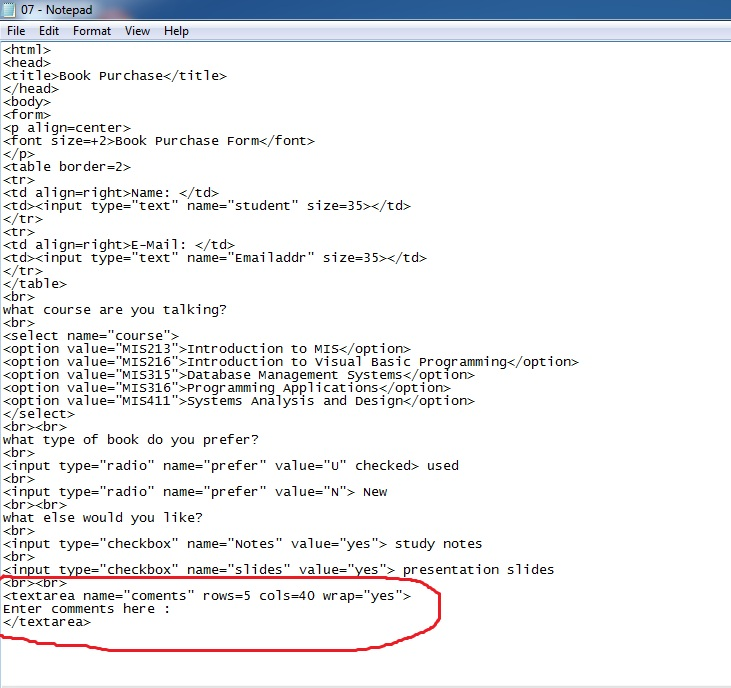 07 - Notepad
File Edit Format View Help
<html>
<head>
<title>Book Purchase</title>
</head>
<body>
<form>
<p align=center>
<font size=+2>Book Purchase Form</font>
</p>
<table border=2>
<tr>
<td align=right>Name: </td>
<td><input type="text" name="student" size=35></td>
</tr>
<tr>
<td align=right>E-Mail: </td>
<td><input type="text" name="Emailaddr" size=35></td>
</tr>
</table>
<br>
what course are you talking?
<br>
<select name="course">
<option value="MIS213">Introduction to MIS</option>
<option value="MIS216">Introduction to Visual Basic Programming</option>
<option value="MIS315">Database Management Systems</option>
<option value="MIS316">Programming Applications</option>
<option value="MIS411">Systems Analysis and Design</option>
</select>
<br><br>
what type of book do you prefer?
<br>
<input type="radio" name="prefer" value="U" checked> used
<br>
<input type="radio" name="prefer" value="N"> New
<br><br>
what else would you like?
<br>
<input type="checkbox" name="Notes" value="yes"> study notes
<br>
<input type="checkbox" name="slides" value="yes"> presentation slides
<br><br>
<textarea name="coments" rows=5 cols=40 wrap="yes">
Enter comments here :
</textarea>